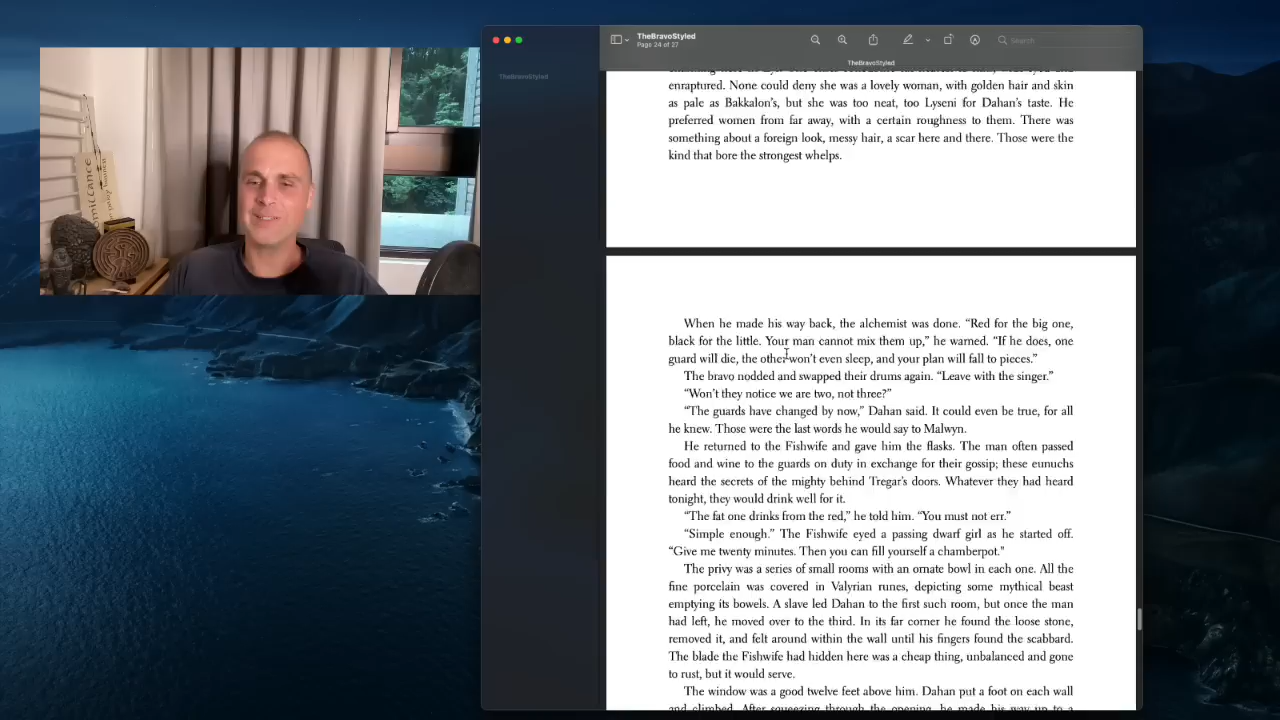 TheBravoStyled
Page 24 of 27
Search
TheBravoStyled
TheBravoStyled
enraptured. None could deny she was a lovely woman, with golden hair and skin
as pale as Bakkalon's, but she was too neat, too Lyseni for Dahan's taste. He
preferred women from far away, with a certain roughness to them. There was
something about a foreign look, messy hair, a scar here and there. Those were the
kind that bore the strongest whelps.
When he made his way back, the alchemist was done. “Red for the big one,
black for the little. Your man cannot mix them up,” he warned. “If he does, one
guard will die, the other won't even sleep, and your plan will fall to pieces.”
The bravo nodded and swapped their drums again. “Leave with the singer.”
“Won't they notice we are two, not three?”
“The guards have changed by now,” Dahan said. It could even be true, for all
he knew. Those were the last words he would say to Malwyn.
He returned to the Fishwife and gave him the flasks. The man often passed
food and wine to the guards on duty in exchange for their gossip; these eunuchs
heard the secrets of the mighty behind Tregar's doors. Whatever they had heard
tonight, they would drink well for it.
“The fat one drinks from the red,” he told him. “You must not err.”
“Simple enough.” The Fishwife eyed a passing dwarf girl as he started off.
“Give me twenty minutes. Then you can fill yourself a chamberpot.”
The privy was a series of small rooms with an ornate bowl in each one. All the
fine porcelain was covered in Valyrian runes, depicting some mythical beast
emptying its bowels. A slave led Dahan to the first such room, but once the man
had left, he moved over to the third. In its far corner he found the loose stone,
removed it, and felt around within the wall until his fingers found the scabbard.
The blade the Fishwife had hidden here was a cheap thing, unbalanced and gone
to rust, but it would serve.
The window was a good twelve feet above him. Dahan put a foot on each wall
and climbed. After squeezing through the opening, he made his way up to a